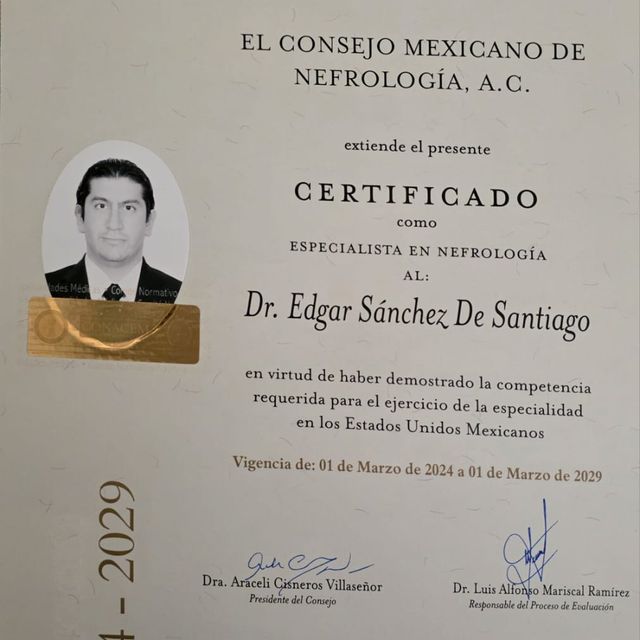 EL CONSEJO MEXICANO DE
NEFROLOGÍA, A.C.
extiende el presente
CERTIFICADO
como
ESPECIALISTA EN NEFROLOGÍA
AL:
Dr. Edgar Sánchez De Santiago
en virtud de haber demostrado la competencia
requerida para el ejercicio de la especialidad
en los Estados Unidos Mexicanos
Vigencia de: 01 de Marzo de 2024 a 01 de Marzo de 2029
Dra. Araceli Cisneros Villaseñor
Presidente del Consejo
Dr. Luis Alfonso Mariscal Ramírez
Responsable del Proceso de Evaluación
Normativo
CONACEM
4 - 2029